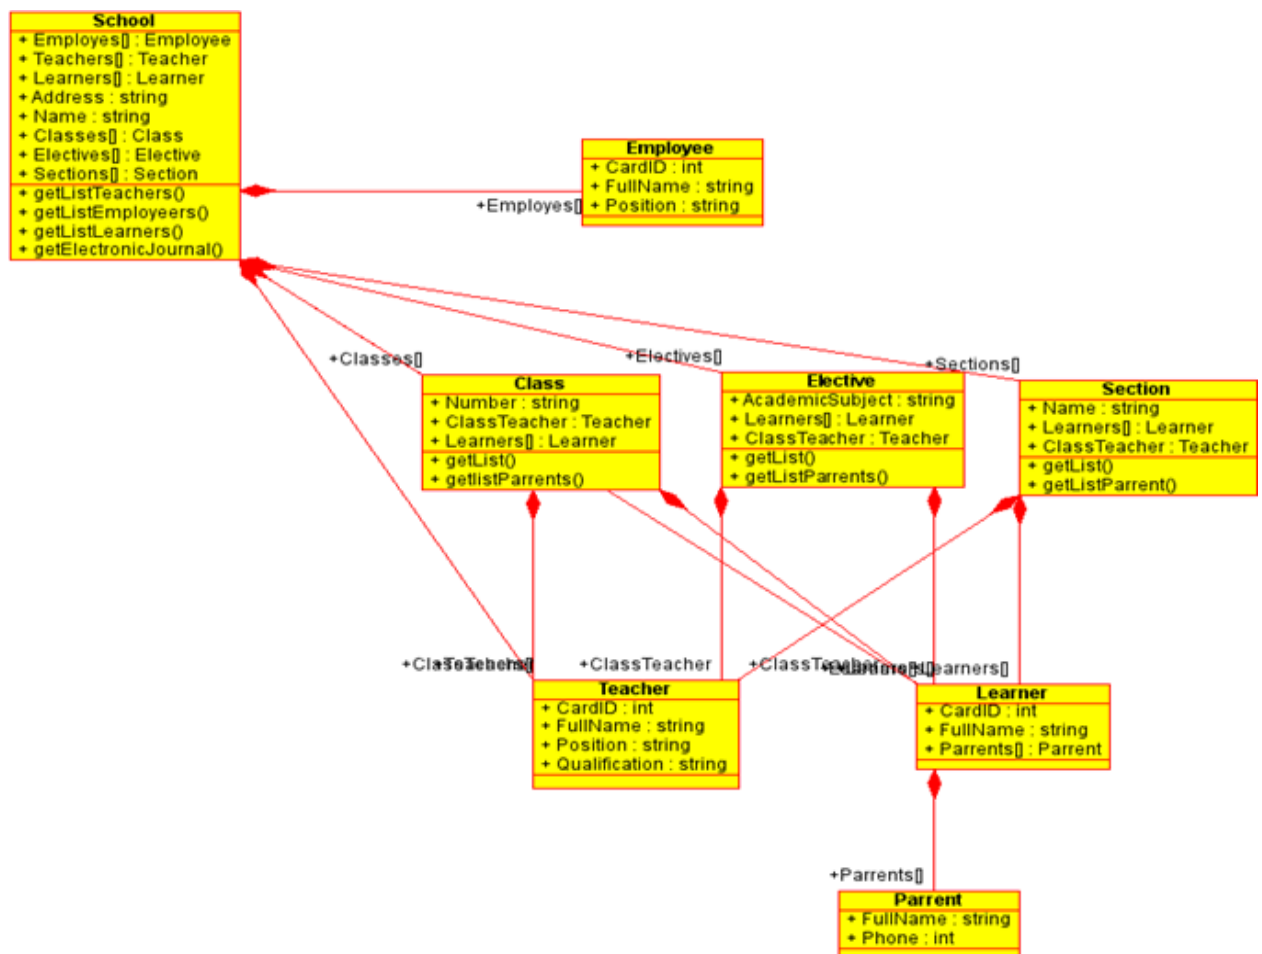 School
+ Employes[] : Employee
+ Teachers[] : Teacher
+ Learners[] : Learner
+ Address : string
+ Name : string
+ Classes[] : Class
+ Electives[] : Elective
+ Sections[] : Section
+ getListTeachers()
+ getListEmployeers()
+ getListLearners()
+ getElectronicJournal()
Employee
+ CardID : int
+ FullName : string
+ Position : string
+Employes[]
+Classes[]
+Electives[]
+Sections[]
Class
+ Number : string
+ ClassTeacher : Teacher
+ Learners[] : Learner
+ getList()
+ getlistParrents()
Elective
+ AcademicSubject : string
+ Learners[] : Learner
+ ClassTeacher : Teacher
+ getList()
+ getListParrents()
Section
+ Name : string
+ Learners[] : Learner
+ ClassTeacher : Teacher
+ getList()
+ getListParrent()
+ClassTeacher
+ClassTeacher
Learners[]
Teacher
+ CardID : int
+ FullName : string
+ Position : string
+ Qualification : string
Learner
+ CardID : int
+ FullName : string
+ Parrents[] : Parrent
+Parrents[]
Parrent
+ FullName : string
+ Phone : int